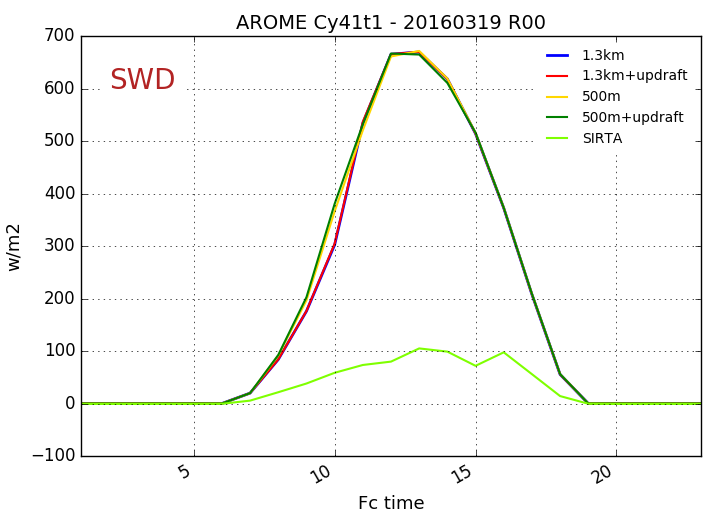 AROME Cy41t1 - 20160319 R00
SWD
1.3km
1.3km+updraft
500m
500m+updraft
SIRTA
700
600
500
400
300
200
100
0
−100
w/m2
5
10
15
20
Fc time